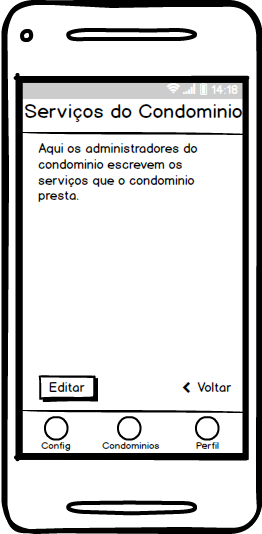 14:18
Serviços do Condominio
Aqui os administradores do
condominio escrevem os
serviços que o condominio
presta.
Editar
Voltar
Config
Condominios
Perfil